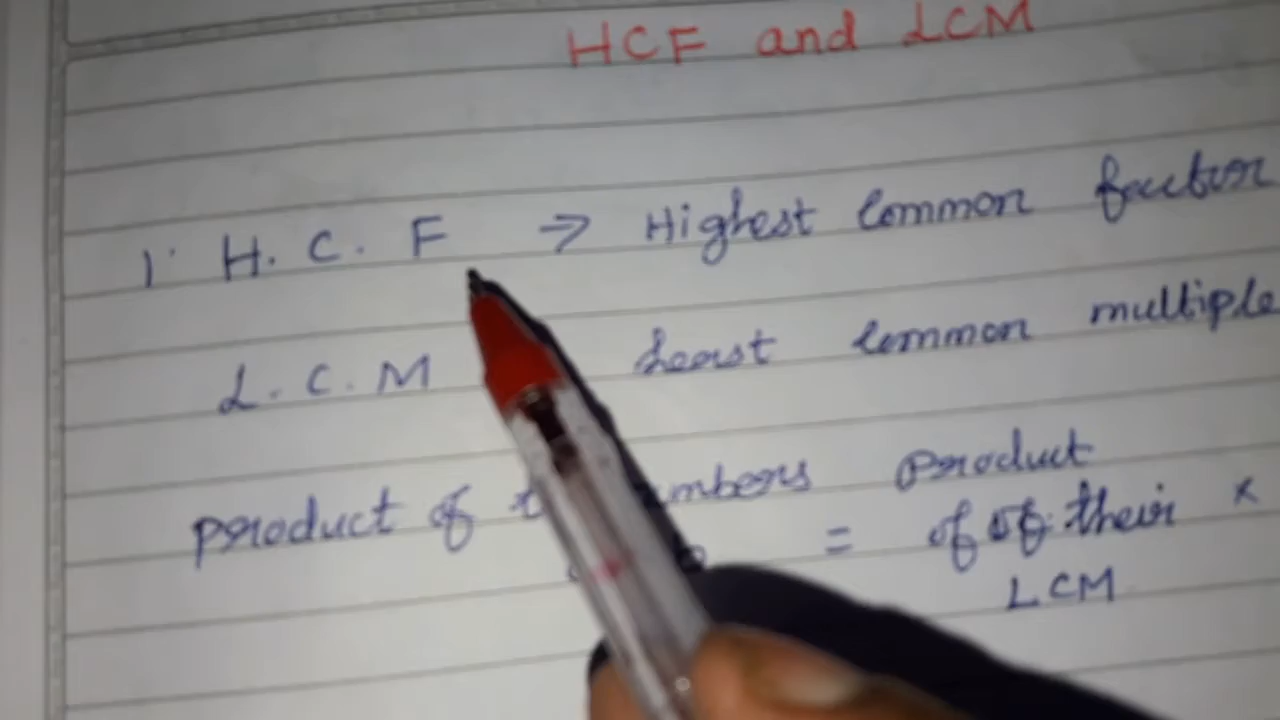 HCF and LCM
1. H. C. F → Highest Common factor
L. C. M Least Common multiple
product of numbers = product
of of their ×
LCM